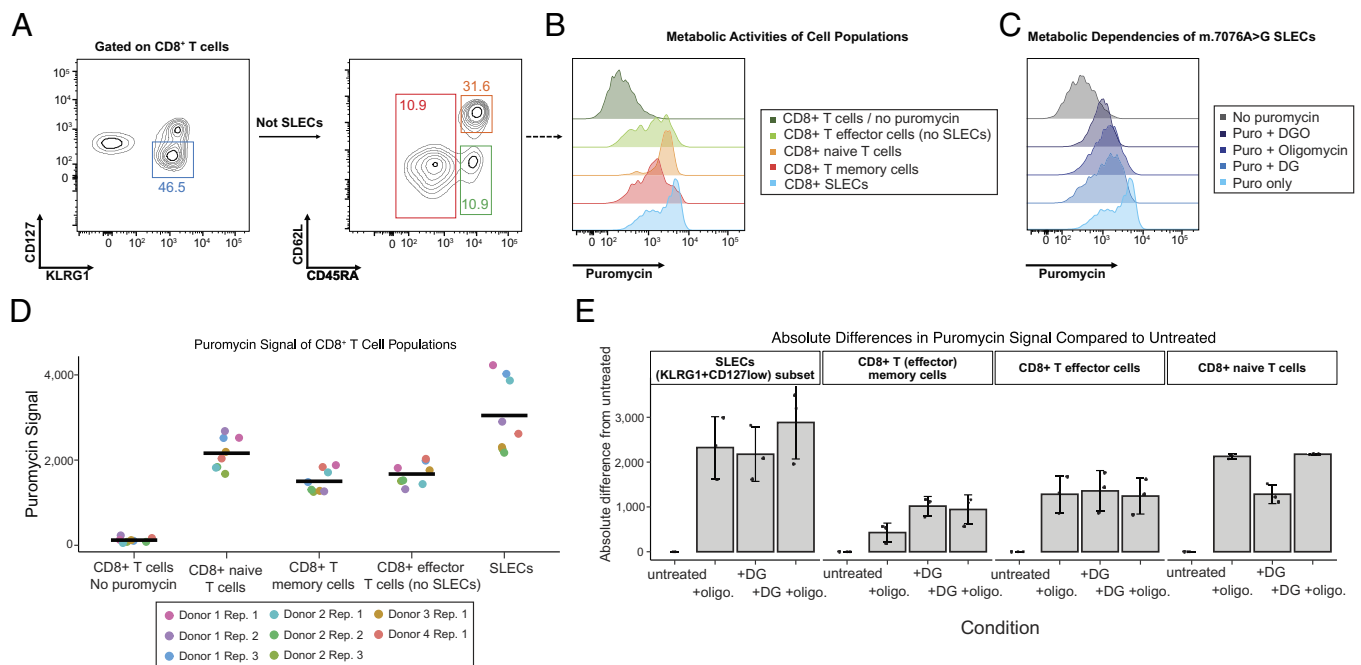 A
Gated on CD8⁺ T cells
10⁵
10⁴
10³
10²
0
46.5
0 10² 10³ 10⁴ 10⁵
CD127
KLRG1
Not SLECs
10⁵
10⁴
10³
10²
0
10.9
31.6
10.9
10² 10³ 10⁴ 10⁵
CD62L
CD45RA
B
Metabolic Activities of Cell Populations
0 10² 10³ 10⁴ 10⁵
Puromycin
CD8+ T cells / no puromycin
CD8+ T effector cells (no SLECs)
CD8+ naive T cells
CD8+ T memory cells
CD8+ SLECs
C
Metabolic Dependencies of m.7076A>G SLECs
0 10² 10³ 10⁴ 10⁵
Puromycin
No puromycin
Puro + DGO
Puro + Oligomycin
Puro + DG
Puro only
D
Puromycin Signal of CD8⁺ T Cell Populations
Puromycin Signal
4,000
2,000
0
CD8+ T cells
No puromycin
CD8+ naive
T cells
CD8+ T
memory cells
CD8+ effector
T cells (no SLECs)
SLECs
Donor 1 Rep. 1
Donor 2 Rep. 1
Donor 3 Rep. 1
Donor 1 Rep. 2
Donor 2 Rep. 2
Donor 4 Rep. 1
Donor 1 Rep. 3
Donor 2 Rep. 3
E
Absolute Differences in Puromycin Signal Compared to Untreated
SLECs
(KLRG1+CD127low) subset
CD8+ T (effector)
memory cells
CD8+ T effector cells
CD8+ naive T cells
Absolute difference from untreated
3,000
2,000
1,000
0
untreated +DG
+oligo. +DG +oligo.
untreated +DG
+oligo. +DG +oligo.
untreated +DG
+oligo. +DG +oligo.
untreated +DG
+oligo. +DG +oligo.
Condition